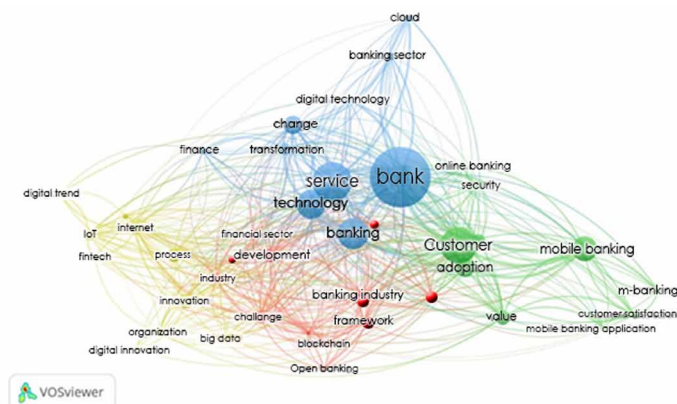 cloud
banking sector
digital technology
change
finance
transformation
online banking
bank
service
security
digital trend
technology
internet
IoT
financial sector
banking
Customer
mobile banking
fintech
process
development
adoption
industry
m-banking
innovation
banking industry
customer satisfaction
challange
framework
value
mobile banking application
organization
big data
blockchain
digital innovation
Open banking
VOSviewer